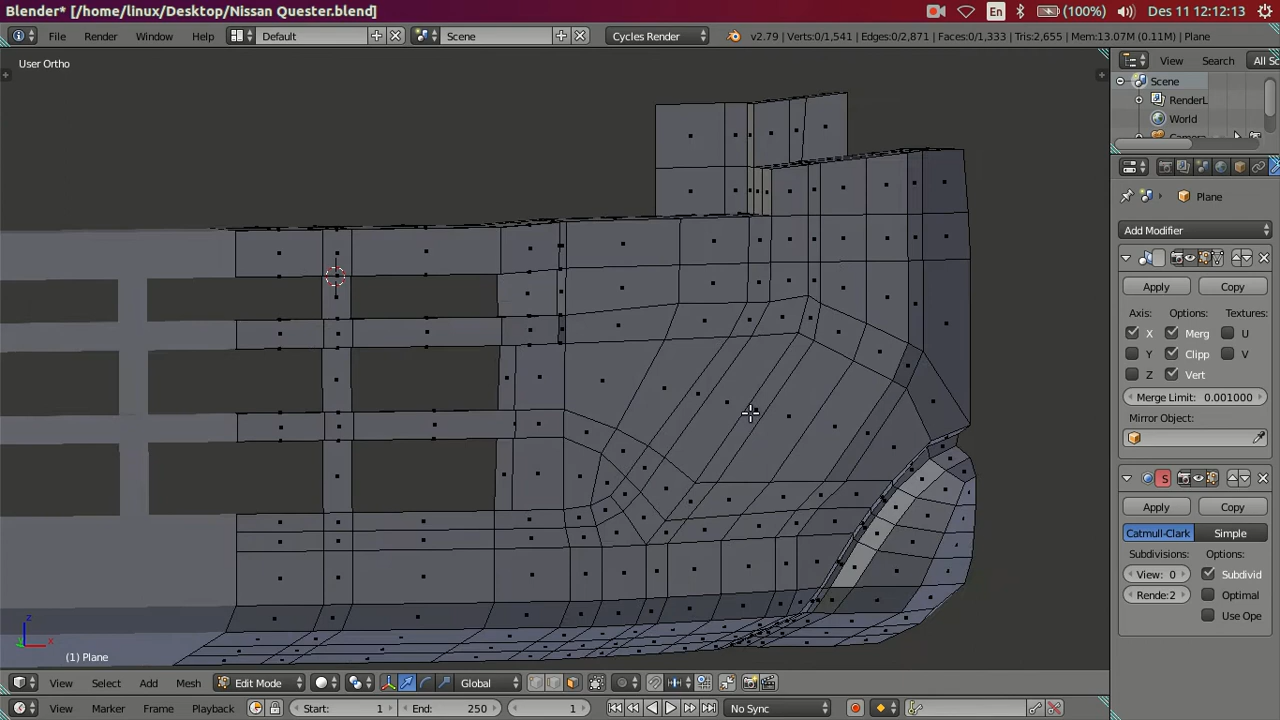 Blender* [/home/linux/Desktop/Nissan Quester.blend]
En (100%) Des 11 12:12:13
File Render Window Help Default Scene Cycles Render v2.79 | Verts:0/1,541 | Edges:0/2,871 | Faces:0/1,333 | Tris:2,655 | Mem:13.07M (0.11M) | Plane
View Search All Sc
User Ortho
Scene
RenderL
World
Camera
Plane
Add Modifier
Apply Copy
Axis: Options: Textures:
X Merg U
Y Clipp V
Z Vert
Merge Limit: 0.001000
Mirror Object:
S
Apply Copy
Catmull-Clark Simple
Subdivisions: Options:
View: 0 Subdivid
Rende: 2 Optimal
Use Ope
z
y x
(1) Plane
View Select Add Mesh Edit Mode Global
View Marker Frame Playback Start: 1 End: 250 1 No Sync